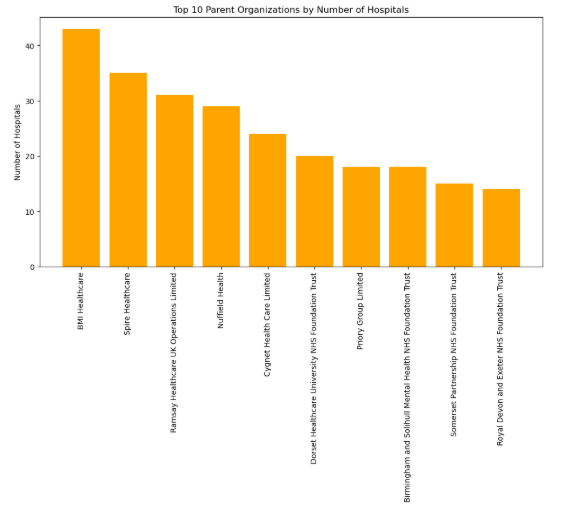 Top 10 Parent Organizations by Number of Hospitals
Number of Hospitals
40
30
20
10
0
BMI Healthcare
Spire Healthcare
Ramsay Healthcare UK Operations Limited
Nuffield Health
Cygnet Health Care Limited
Dorset Healthcare University NHS Foundation Trust
Priory Group Limited
Birmingham and Solihull Mental Health NHS Foundation Trust
Somerset Partnership NHS Foundation Trust
Royal Devon and Exeter NHS Foundation Trust